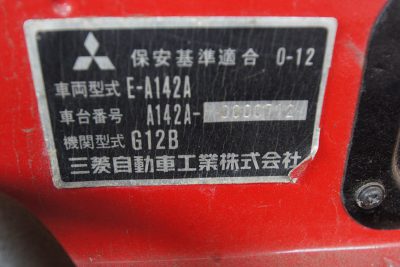 保安基準適合 0-12
車両型式 E-A142A
車台番号 A142A-
機関型式 G12B
三菱自動車工業株式会社